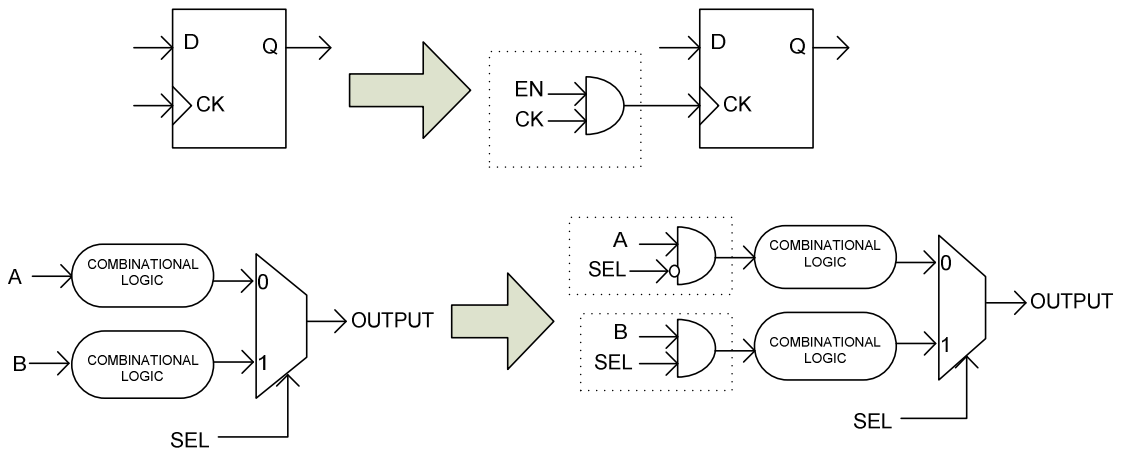 D
Q
CK
EN
CK
D
Q
CK
A
COMBINATIONAL
LOGIC
0
B
COMBINATIONAL
LOGIC
1
OUTPUT
SEL
A
SEL
COMBINATIONAL
LOGIC
0
B
SEL
COMBINATIONAL
LOGIC
1
OUTPUT
SEL